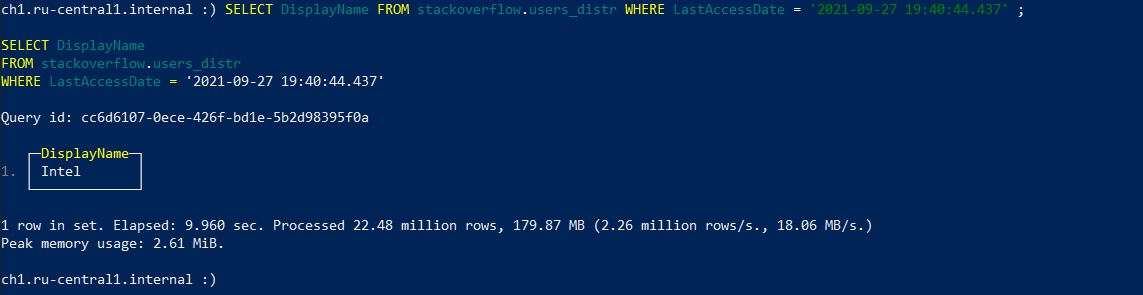 ch1.ru-central1.internal :) SELECT DisplayName FROM stackoverflow.users_distr WHERE LastAccessDate = '2021-09-27 19:40:44.437' ;
SELECT DisplayName
FROM stackoverflow.users_distr
WHERE LastAccessDate = '2021-09-27 19:40:44.437'
Query id: cc6d6107-0ece-426f-bd1e-5b2d98395f0a
DisplayName
1. Intel
1 row in set. Elapsed: 9.960 sec. Processed 22.48 million rows, 179.87 MB (2.26 million rows/s., 18.06 MB/s.)
Peak memory usage: 2.61 MiB.
ch1.ru-central1.internal :)